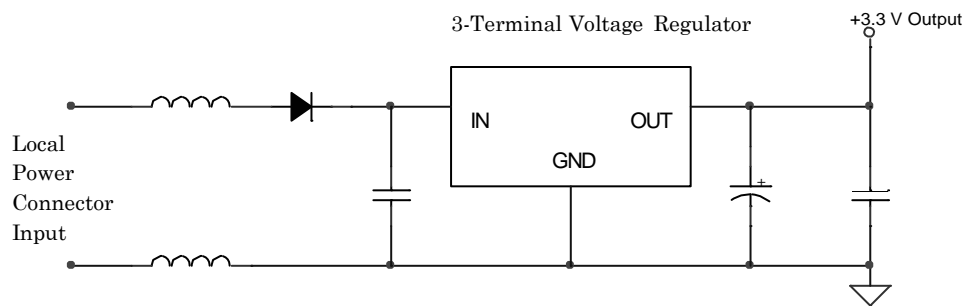 3-Terminal Voltage Regulator
+3.3 V Output
IN
OUT
GND
+
Local
Power
Connector
Input